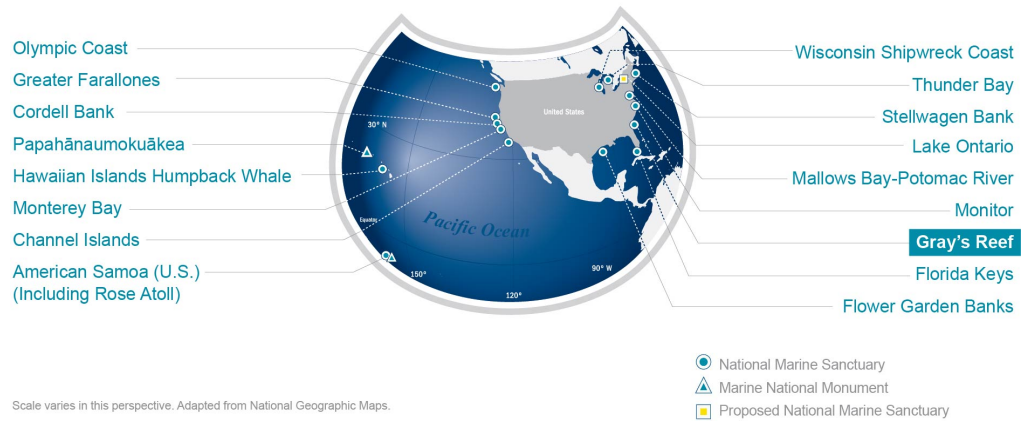 Olympic Coast
Greater Farallones
Cordell Bank
Papahānaumokuākea
Hawaiian Islands Humpback Whale
Monterey Bay
Channel Islands
American Samoa (U.S.)
(Including Rose Atoll)
United States
30° N
Equator
Pacific Ocean
150°
120°
90° W
Wisconsin Shipwreck Coast
Thunder Bay
Stellwagen Bank
Lake Ontario
Mallows Bay-Potomac River
Monitor
Gray's Reef
Florida Keys
Flower Garden Banks
National Marine Sanctuary
Marine National Monument
Proposed National Marine Sanctuary
Scale varies in this perspective. Adapted from National Geographic Maps.